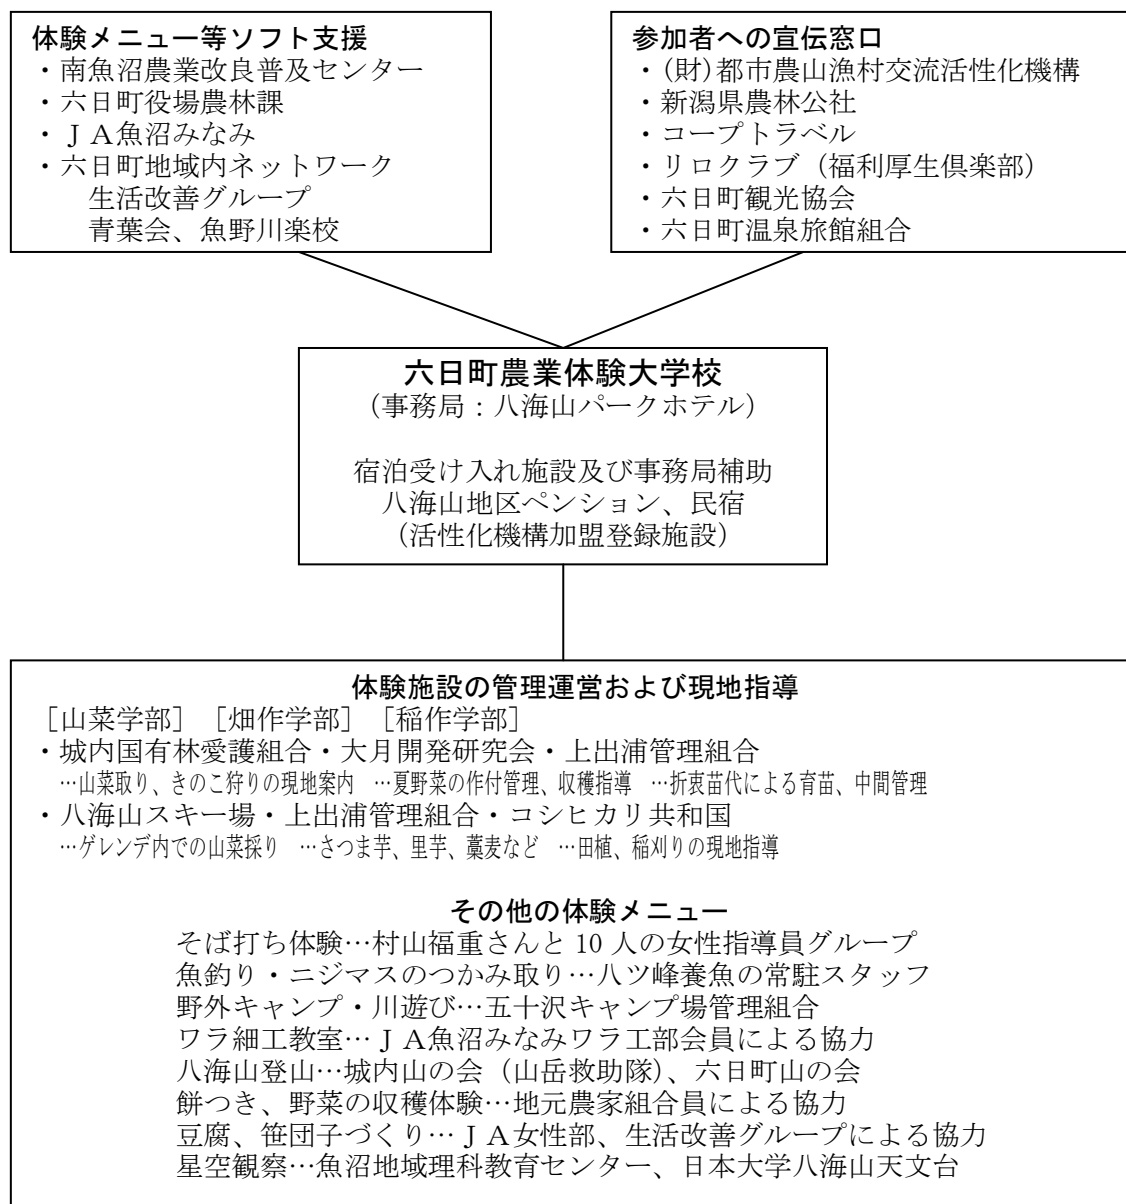 体験メニュー等ソフト支援
・南魚沼農業改良普及センター
・六日町役場農林課
・ＪＡ魚沼みなみ
・六日町地域内ネットワーク
生活改善グループ
青葉会、魚野川楽校
参加者への宣伝窓口
・(財)都市農山漁村交流活性化機構
・新潟県農林公社
・コープトラベル
・リロクラブ（福利厚生倶楽部）
・六日町観光協会
・六日町温泉旅館組合
六日町農業体験大学校
（事務局：八海山パークホテル）
宿泊受け入れ施設及び事務局補助
八海山地区ペンション、民宿
（活性化機構加盟登録施設）
体験施設の管理運営および現地指導
［山菜学部］［畑作学部］［稲作学部］
・城内国有林愛護組合・大月開発研究会・上出浦管理組合
…山菜取り、きのこ狩りの現地案内　…夏野菜の作付管理、収穫指導　…折衷苗代による育苗、中間管理
・八海山スキー場・上出浦管理組合・コシヒカリ共和国
…ゲレンデ内での山菜採り　…さつま芋、里芋、蕎麦など　…田植、稲刈りの現地指導
その他の体験メニュー
そば打ち体験…村山福重さんと 10 人の女性指導員グループ
魚釣り・ニジマスのつかみ取り…八ツ峰養魚の常駐スタッフ
野外キャンプ・川遊び…五十沢キャンプ場管理組合
ワラ細工教室…ＪＡ魚沼みなみワラ工部会員による協力
八海山登山…城内山の会（山岳救助隊）、六日町山の会
餅つき、野菜の収穫体験…地元農家組合員による協力
豆腐、笹団子づくり…ＪＡ女性部、生活改善グループによる協力
星空観察…魚沼地域理科教育センター、日本大学八海山天文台